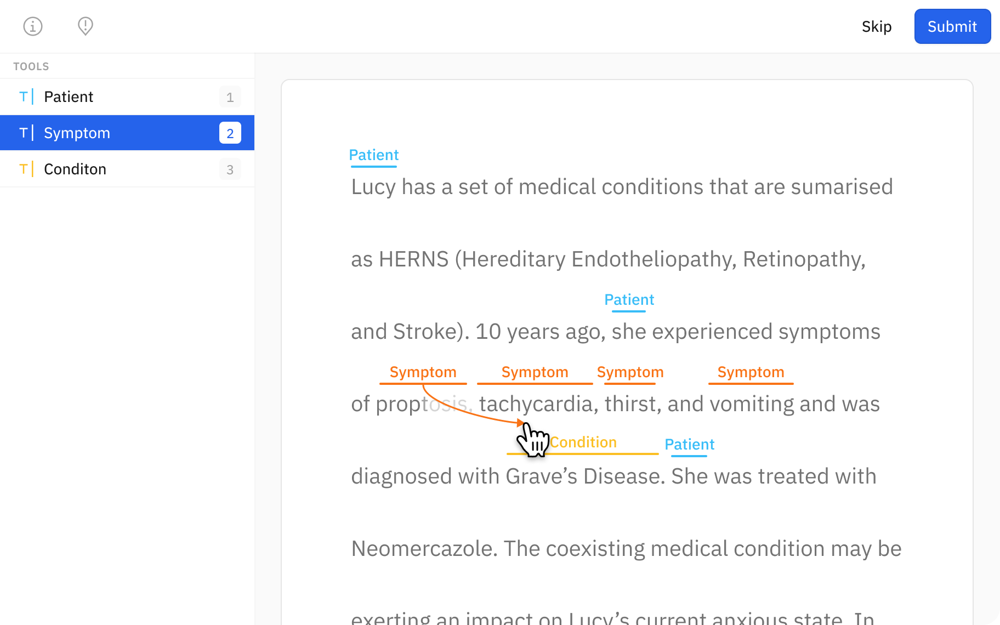 Skip Submit
TOOLS
T| Patient 1
T| Symptom 2
T| Conditon 3
Patient
Lucy has a set of medical conditions that are sumarised
as HERNS (Hereditary Endotheliopathy, Retinopathy,
Patient
and Stroke). 10 years ago, she experienced symptoms
Symptom Symptom Symptom Symptom
of proptosis, tachycardia, thirst, and vomiting and was
Condition Patient
diagnosed with Grave’s Disease. She was treated with
Neomercazole. The coexisting medical condition may be
exerting an impact on Lucy’s current anxious state. In